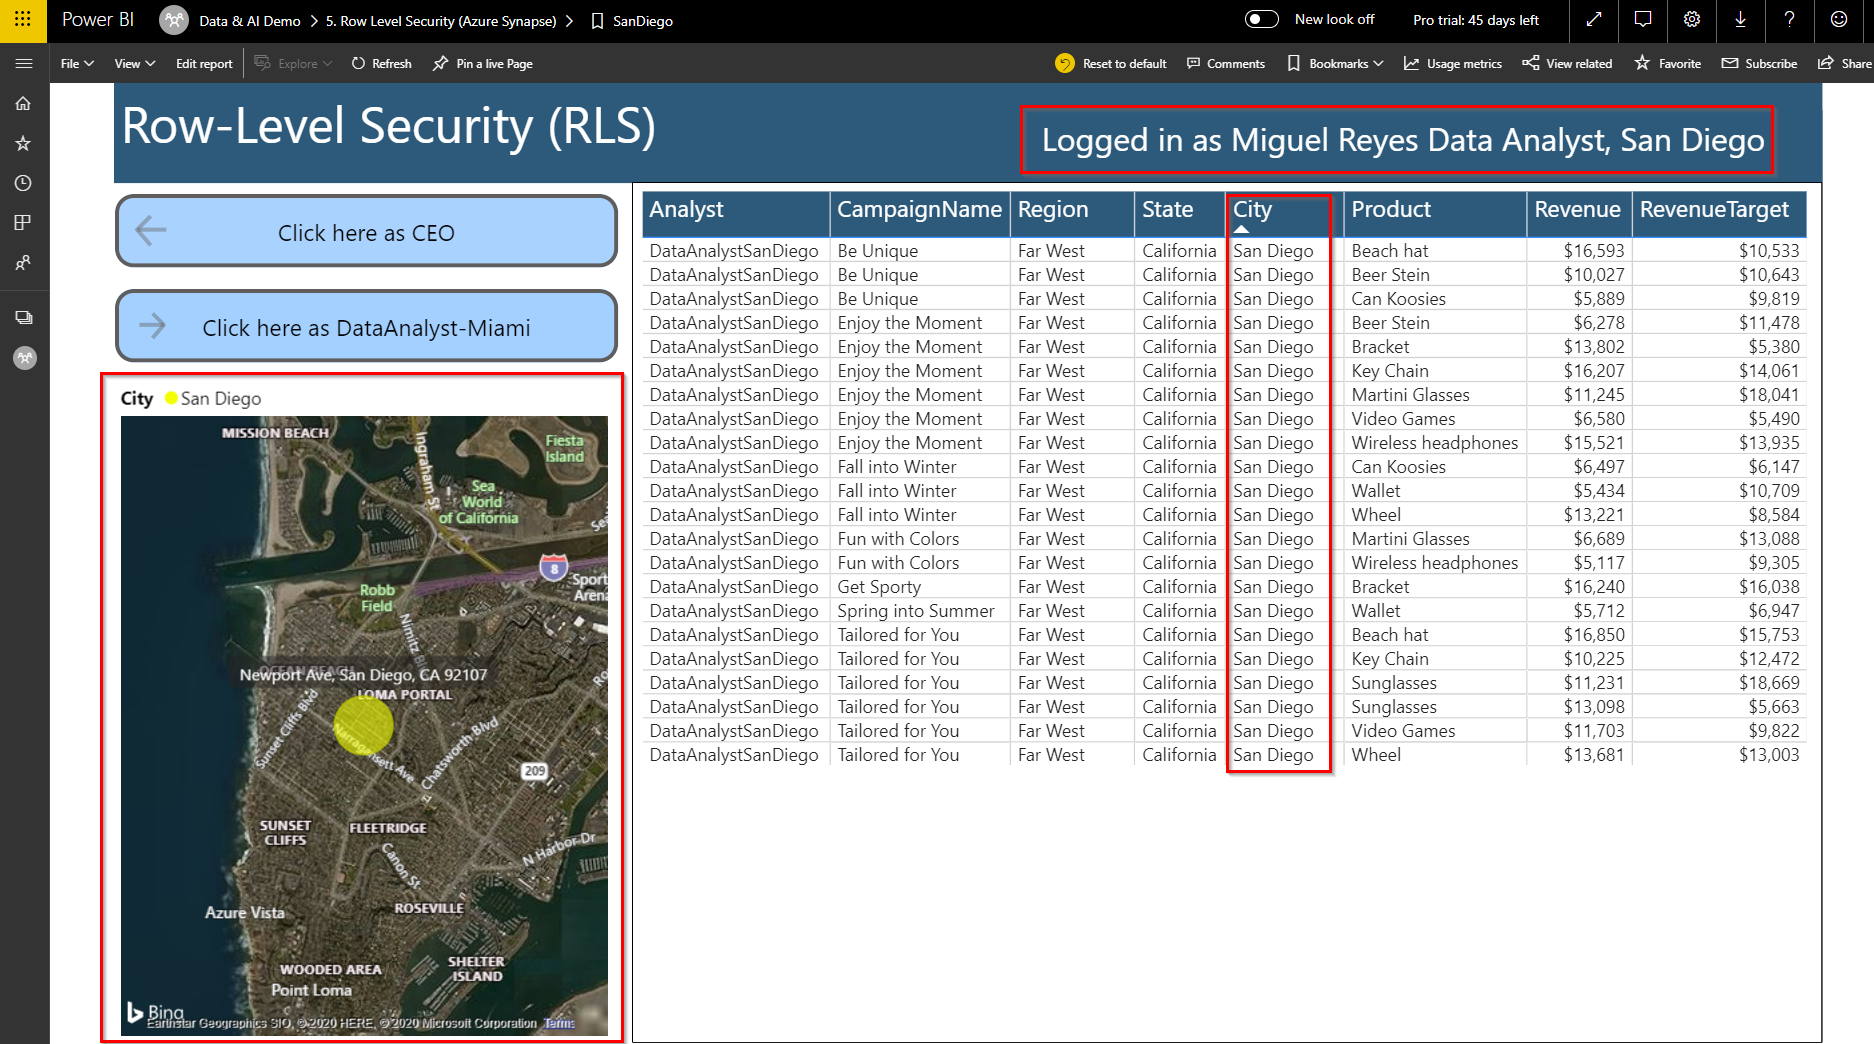 Power BI Data & AI Demo 5. Row Level Security (Azure Synapse) SanDiego New look off Pro trial: 45 days left
File View Edit report Explore Refresh Pin a live Page Reset to default Comments Bookmarks Usage metrics View related Favorite Subscribe Share
Row-Level Security (RLS)
Logged in as Miguel Reyes Data Analyst, San Diego
Click here as CEO
Click here as DataAnalyst-Miami
City San Diego
MISSION BEACH
Ingraham St
Fiesta
Island
Sea
World
of California
8
Sport
Arena
Robb
Field
Nimitz Bl
OCEAN BEACH
Newport Ave, San Diego, CA 92107
LOMA PORTAL
Sunset Cliffs Blvd
Narragansett Ave
Chatsworth Blvd
209
SUNSET
CLIFFS
FLEETRIDGE
Canon St
N Harbor Dr
Azure Vista
ROSEVILLE
SHELTER
ISLAND
WOODED AREA
Point Loma
Bing
Earthstar Geographics SIO, © 2020 HERE, © 2020 Microsoft Corporation Terms
Analyst CampaignName Region State City Product Revenue RevenueTarget
DataAnalystSanDiego Be Unique Far West California San Diego Beach hat $16,593 $10,533
DataAnalystSanDiego Be Unique Far West California San Diego Beer Stein $10,027 $10,643
DataAnalystSanDiego Be Unique Far West California San Diego Can Koosies $5,889 $9,819
DataAnalystSanDiego Enjoy the Moment Far West California San Diego Beer Stein $6,278 $11,478
DataAnalystSanDiego Enjoy the Moment Far West California San Diego Bracket $13,802 $5,380
DataAnalystSanDiego Enjoy the Moment Far West California San Diego Key Chain $16,207 $14,061
DataAnalystSanDiego Enjoy the Moment Far West California San Diego Martini Glasses $11,245 $18,041
DataAnalystSanDiego Enjoy the Moment Far West California San Diego Video Games $6,580 $5,490
DataAnalystSanDiego Enjoy the Moment Far West California San Diego Wireless headphones $15,521 $13,935
DataAnalystSanDiego Fall into Winter Far West California San Diego Can Koosies $6,497 $6,147
DataAnalystSanDiego Fall into Winter Far West California San Diego Wallet $5,434 $10,709
DataAnalystSanDiego Fall into Winter Far West California San Diego Wheel $13,221 $8,584
DataAnalystSanDiego Fun with Colors Far West California San Diego Martini Glasses $6,689 $13,088
DataAnalystSanDiego Fun with Colors Far West California San Diego Wireless headphones $5,117 $9,305
DataAnalystSanDiego Get Sporty Far West California San Diego Bracket $16,240 $16,038
DataAnalystSanDiego Spring into Summer Far West California San Diego Wallet $5,712 $6,947
DataAnalystSanDiego Tailored for You Far West California San Diego Beach hat $16,850 $15,753
DataAnalystSanDiego Tailored for You Far West California San Diego Key Chain $10,225 $12,472
DataAnalystSanDiego Tailored for You Far West California San Diego Sunglasses $11,231 $18,669
DataAnalystSanDiego Tailored for You Far West California San Diego Sunglasses $13,098 $5,663
DataAnalystSanDiego Tailored for You Far West California San Diego Video Games $11,703 $9,822
DataAnalystSanDiego Tailored for You Far West California San Diego Wheel $13,681 $13,003